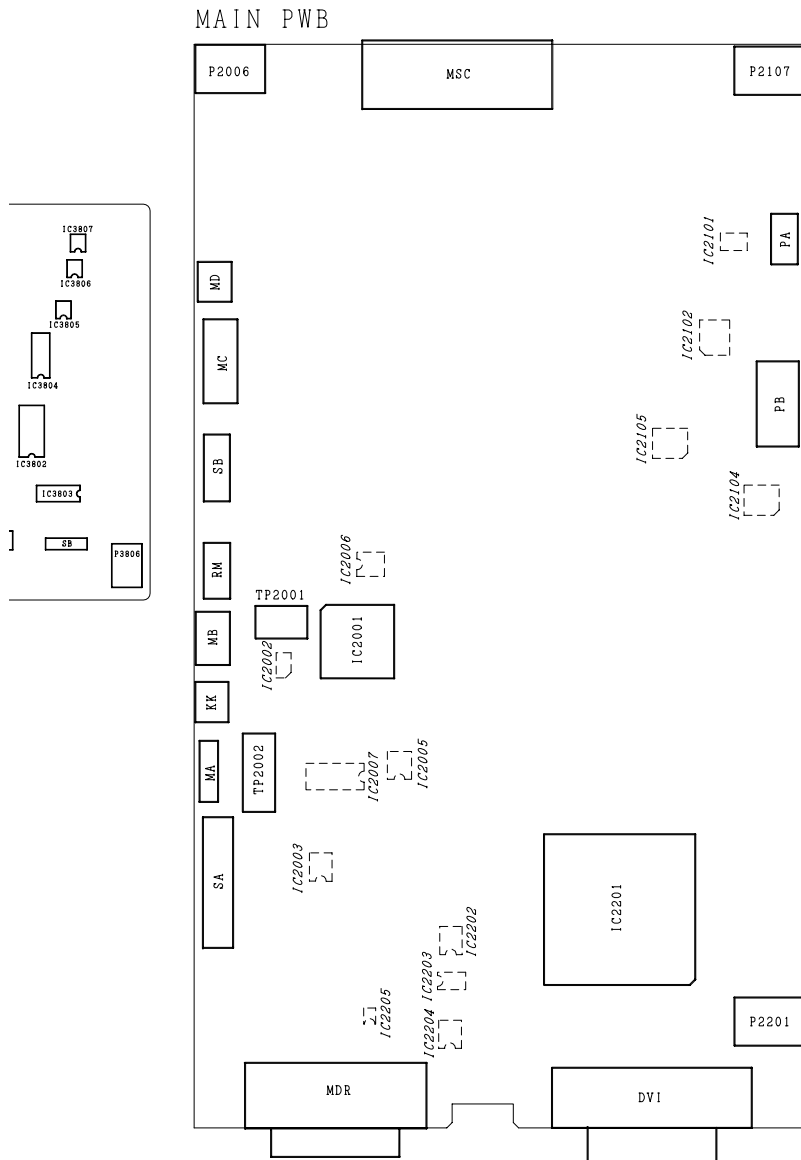 MAIN PWB
P2006
MSC
P2107
IC3807
IC3806
IC3805
IC3804
IC3802
IC3803
SB
P3806
MD
MC
SB
RM
MB
KK
MA
SA
TP2001
TP2002
IC2006
IC2001
IC2002
IC2007
IC2005
IC2003
IC2101
PA
IC2102
PB
IC2105
IC2104
IC2201
IC2202
IC2203
IC2205
IC2204
P2201
MDR
DVI